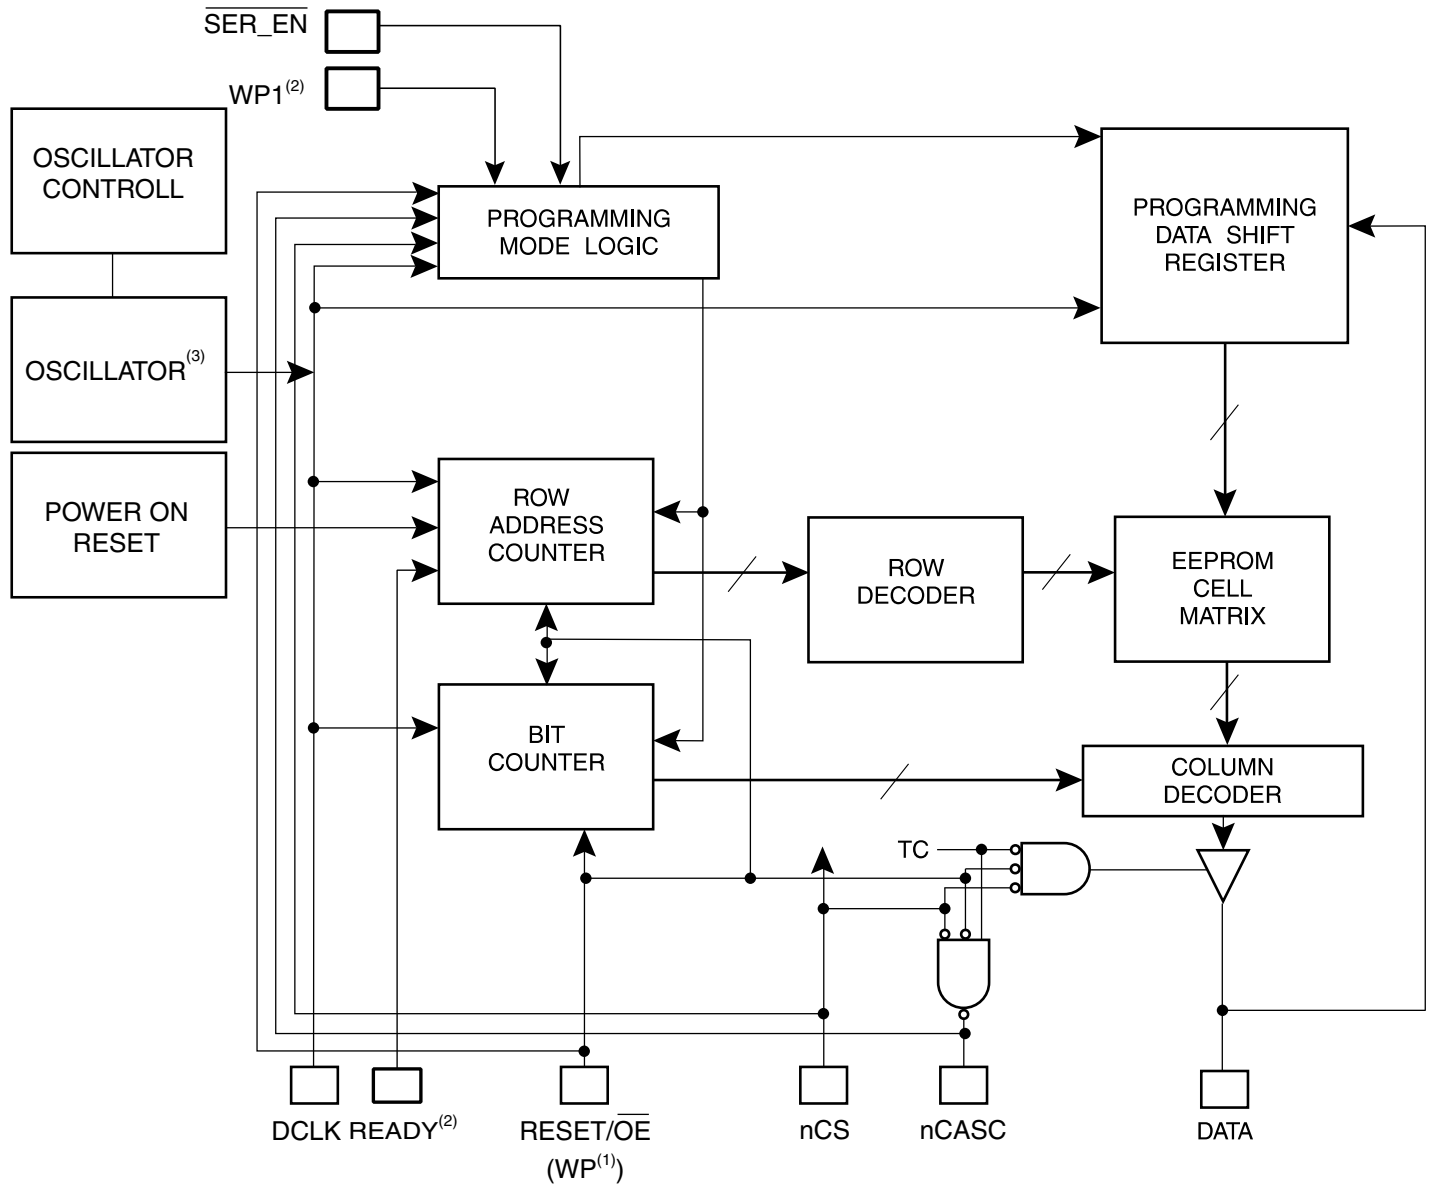 SER_EN
WP1(2)
OSCILLATOR
CONTROLL
PROGRAMMING
MODE LOGIC
PROGRAMMING
DATA SHIFT
REGISTER
OSCILLATOR(3)
POWER ON
RESET
ROW
ADDRESS
COUNTER
ROW
DECODER
EEPROM
CELL
MATRIX
BIT
COUNTER
COLUMN
DECODER
TC
DCLK
READY(2)
RESET/OE
(WP(1))
nCS
nCASC
DATA